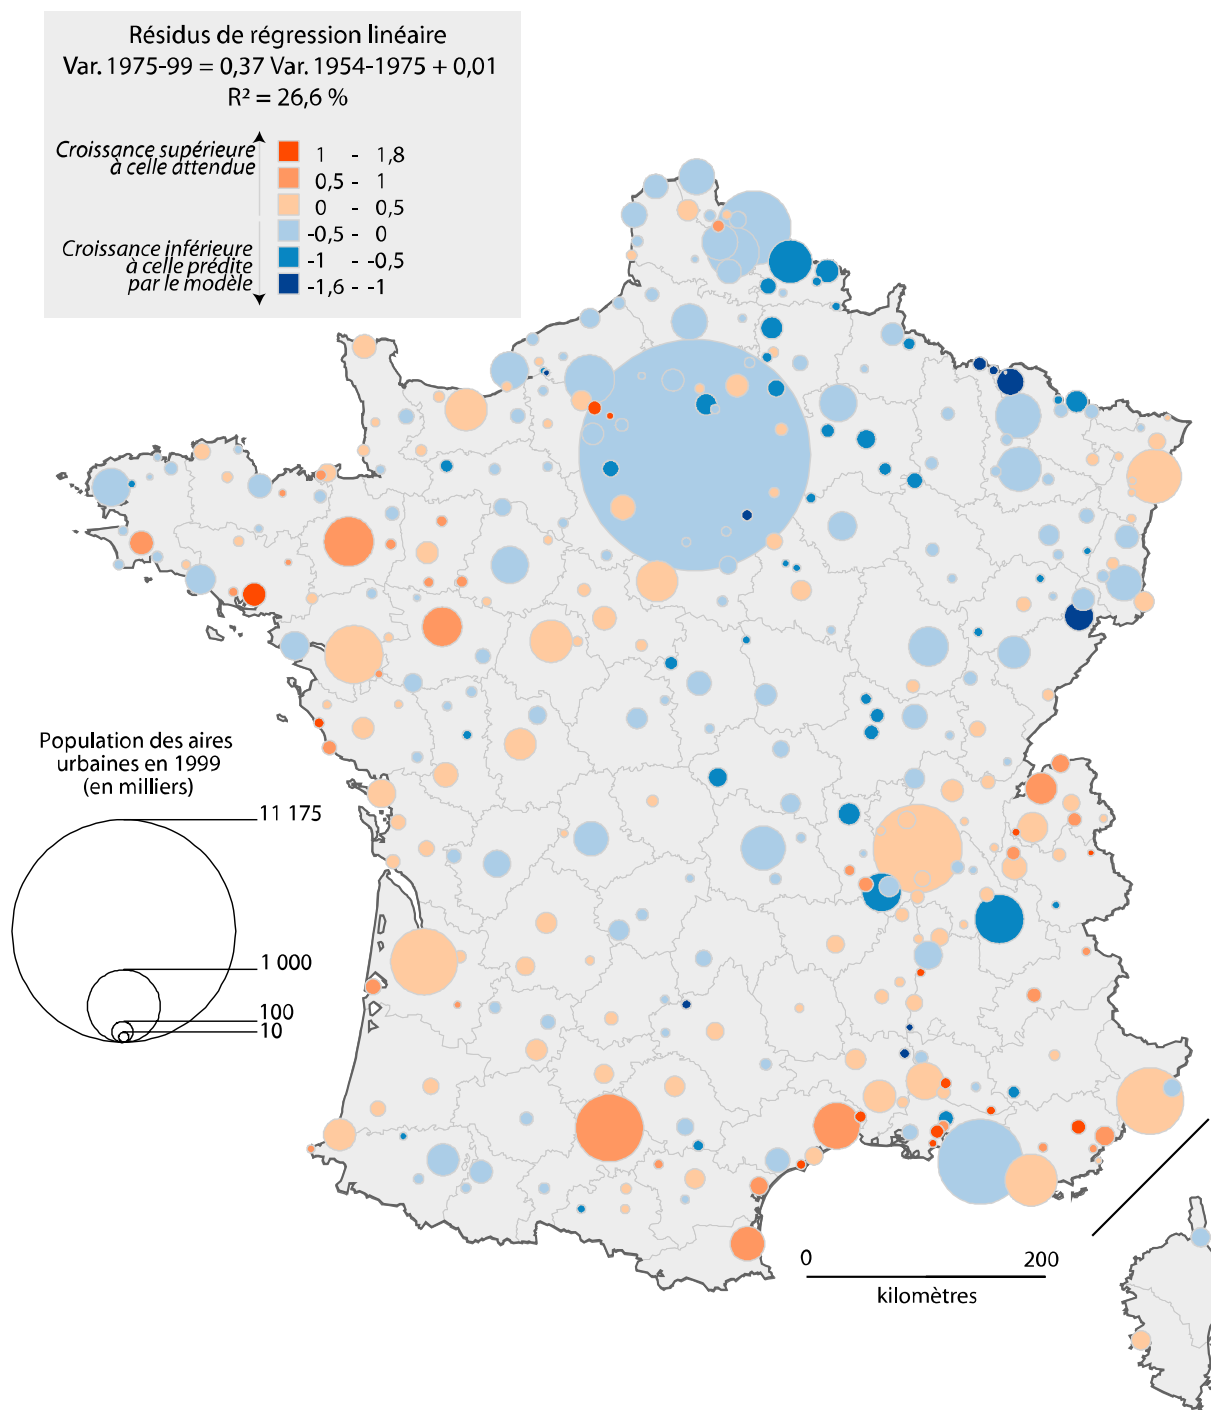 Résidus de régression linéaire
Var. 1975-99 = 0,37 Var. 1954-1975 + 0,01
R² = 26,6 %
Croissance supérieure
à celle attendue
1 - 1,8
0,5 - 1
0 - 0,5
-0,5 - 0
-1 - -0,5
-1,6 - -1
Croissance inférieure
à celle prédite
par le modèle
Population des aires
urbaines en 1999
(en milliers)
11 175
1 000
100
10
0 200
kilomètres